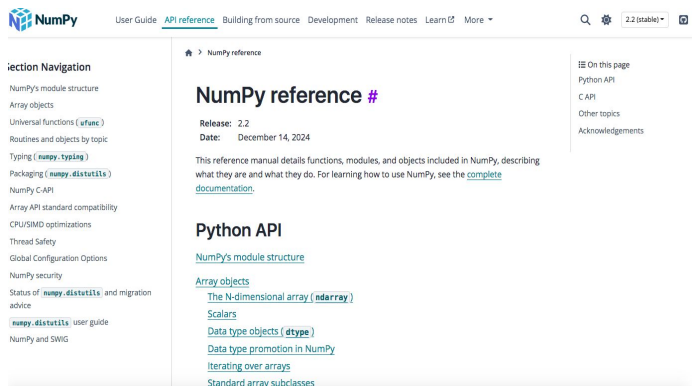 NumPy
User Guide API reference Building from source Development Release notes Learn More 2.2 (stable)
NumPy reference
Section Navigation
NumPy's module structure
Array objects
Universal functions ( ufunc )
Routines and objects by topic
Typing ( numpy.typing )
Packaging ( numpy.distutils )
NumPy C-API
Array API standard compatibility
CPU/SIMD optimizations
Thread Safety
Global Configuration Options
NumPy security
Status of numpy.distutils and migration
advice
numpy.distutils user guide
NumPy and SWIG
NumPy reference #
Release: 2.2
Date: December 14, 2024
This reference manual details functions, modules, and objects included in NumPy, describing
what they are and what they do. For learning how to use NumPy, see the complete
documentation.
Python API
NumPy's module structure
Array objects
The N-dimensional array ( ndarray )
Scalars
Data type objects ( dtype )
Data type promotion in NumPy
Iterating over arrays
Standard array subclasses
On this page
Python API
C API
Other topics
Acknowledgements